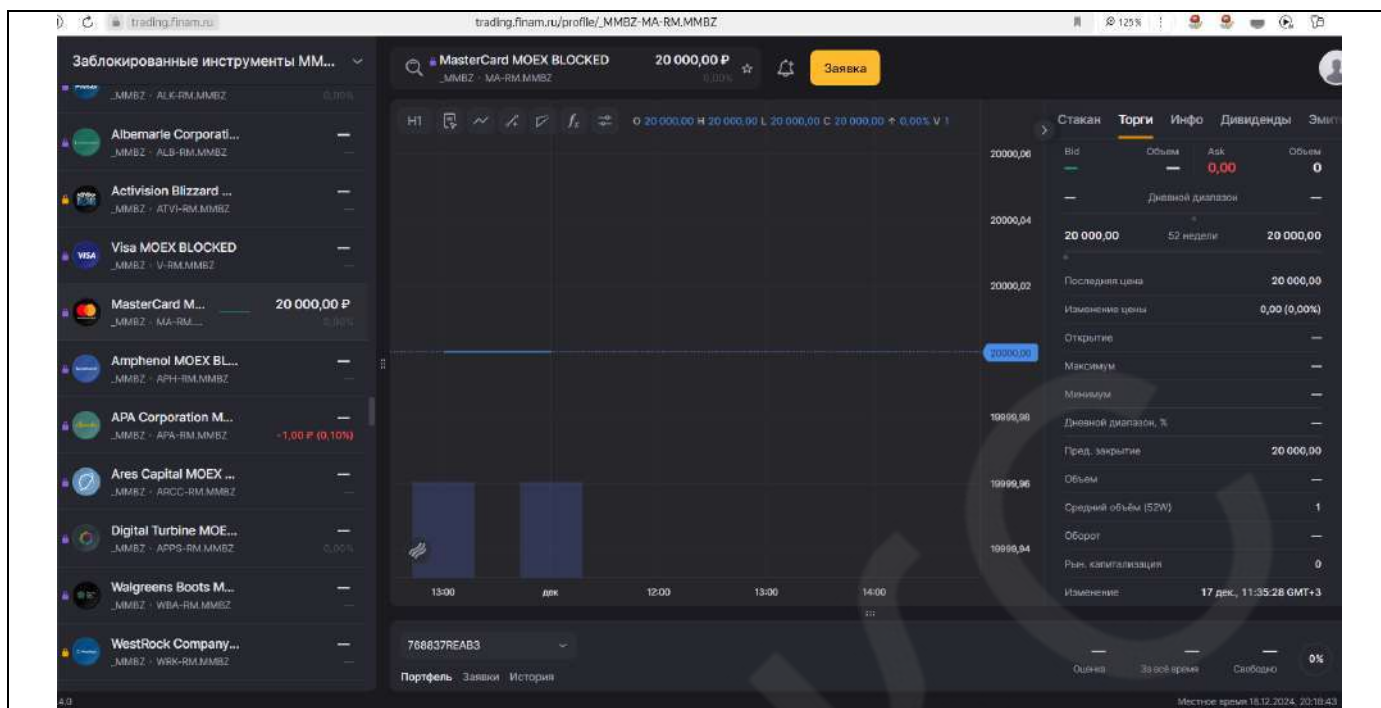 trading.finam.ru
trading.finam.ru/profile/_MMBZ-MA-RM.MMBZ
125%
Заблокированные инструменты MM...
_MMBZ · ALK-RM.MMBZ 0,00%
Albemarle Corporati... —
_MMBZ · ALB-RM.MMBZ —
Activision Blizzard ... —
_MMBZ · ATVI-RM.MMBZ —
Visa MOEX BLOCKED —
_MMBZ · V-RM.MMBZ —
MasterCard M... 20 000,00 ₽
_MMBZ · MA-RM.... 0,00%
Amphenol MOEX BL... —
_MMBZ · APH-RM.MMBZ —
APA Corporation M... —
_MMBZ · APA-RM.MMBZ -1,00 ₽ (0,10%)
Ares Capital MOEX ... —
_MMBZ · ARCC-RM.MMBZ —
Digital Turbine MOE... —
_MMBZ · APPS-RM.MMBZ 0,00%
Walgreens Boots M... —
_MMBZ · WBA-RM.MMBZ —
WestRock Company... —
_MMBZ · WRK-RM.MMBZ —
4.0
MasterCard MOEX BLOCKED 20 000,00 ₽
_MMBZ · MA-RM.MMBZ 0,00%
Заявка
H1 fx O 20 000,00 H 20 000,00 L 20 000,00 C 20 000,00 0,00% V 1
20000,06
20000,04
20000,02
20000,00
19999,98
19999,96
19999,94
13:00 дек 12:00 13:00 14:00
768837REAB3
Портфель Заявки История
Стакан Торги Инфо Дивиденды Эмит
Bid Объем Ask Объем
— — 0,00 0
— Дневной диапазон —
20 000,00 52 недели 20 000,00
Последняя цена 20 000,00
Изменение цены 0,00 (0,00%)
Открытие —
Максимум —
Минимум —
Дневной диапазон, % —
Пред. закрытие 20 000,00
Объем —
Средний объём (52W) 1
Оборот —
Рын. капитализация 0
Изменение 17 дек., 11:35:28 GMT+3
— — — 0%
Оценка За всё время Свободно
Местное время 18.12.2024, 20:18:43